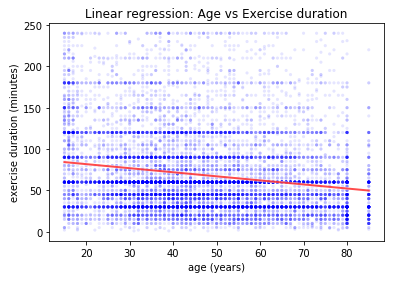 Linear regression: Age vs Exercise duration
250
200
150
100
50
0
exercise duration (minutes)
20 30 40 50 60 70 80
age (years)